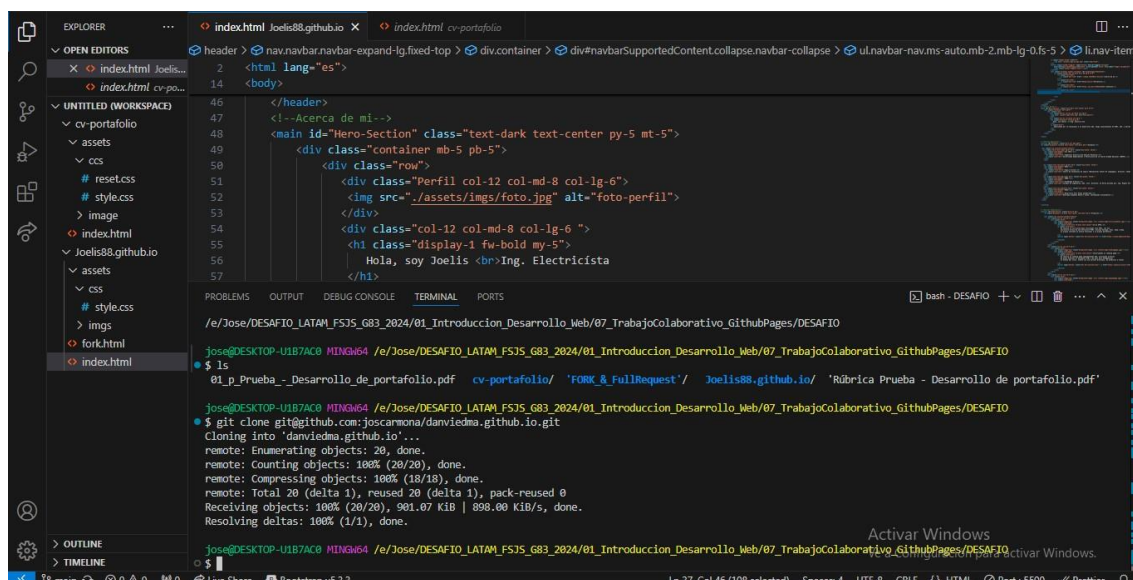 EXPLORER ···
index.html Joelis88.github.io ×
index.html cv-portafolio
OPEN EDITORS
× index.html Joelis...
index.html cv-po...
UNTITLED (WORKSPACE)
cv-portafolio
assets
ccs
# reset.css
# style.css
> image
index.html
Joelis88.github.io
assets
css
# style.css
> imgs
fork.html
index.html
> OUTLINE
> TIMELINE
header > nav.navbar.navbar-expand-lg.fixed-top > div.container > div#navbarSupportedContent.collapse.navbar-collapse > ul.navbar-nav.ms-auto.mb-2.mb-lg-0.fs-5 > li.nav-item
2 <html lang="es">
14 <body>
46 </header>
47 <!--Acerca de mi-->
48 <main id="Hero-Section" class="text-dark text-center py-5 mt-5">
49 <div class="container mb-5 pb-5">
50 <div class="row">
51 <div class="Perfil col-12 col-md-8 col-lg-6">
52 <img src="./assets/imgs/foto.jpg" alt="foto-perfil">
53 </div>
54 <div class="col-12 col-md-8 col-lg-6 ">
55 <h1 class="display-1 fw-bold my-5">
56 Hola, soy Joelis <br>Ing. Electricísta
57 </h1>
PROBLEMS OUTPUT DEBUG CONSOLE TERMINAL PORTS
bash - DESAFIO
/e/Jose/DESAFIO_LATAM_FSJS_G83_2024/01_Introduccion_Desarrollo_Web/07_TrabajoColaborativo_GithubPages/DESAFIO
jose@DESKTOP-U1B7AC0 MINGW64 /e/Jose/DESAFIO_LATAM_FSJS_G83_2024/01_Introduccion_Desarrollo_Web/07_TrabajoColaborativo_GithubPages/DESAFIO
$ ls
01_p_Prueba_-_Desarrollo_de_portafolio.pdf cv-portafolio/ 'FORK_&_FullRequest'/ Joelis88.github.io/ 'Rúbrica Prueba - Desarrollo de portafolio.pdf'
jose@DESKTOP-U1B7AC0 MINGW64 /e/Jose/DESAFIO_LATAM_FSJS_G83_2024/01_Introduccion_Desarrollo_Web/07_TrabajoColaborativo_GithubPages/DESAFIO
$ git clone git@github.com:joscarmona/danviedma.github.io.git
Cloning into 'danviedma.github.io'...
remote: Enumerating objects: 20, done.
remote: Counting objects: 100% (20/20), done.
remote: Compressing objects: 100% (18/18), done.
remote: Total 20 (delta 1), reused 20 (delta 1), pack-reused 0
Receiving objects: 100% (20/20), 901.07 KiB | 898.00 KiB/s, done.
Resolving deltas: 100% (1/1), done.
jose@DESKTOP-U1B7AC0 MINGW64 /e/Jose/DESAFIO_LATAM_FSJS_G83_2024/01_Introduccion_Desarrollo_Web/07_TrabajoColaborativo_GithubPages/DESAFIO
$
Activar Windows
activar Windows.